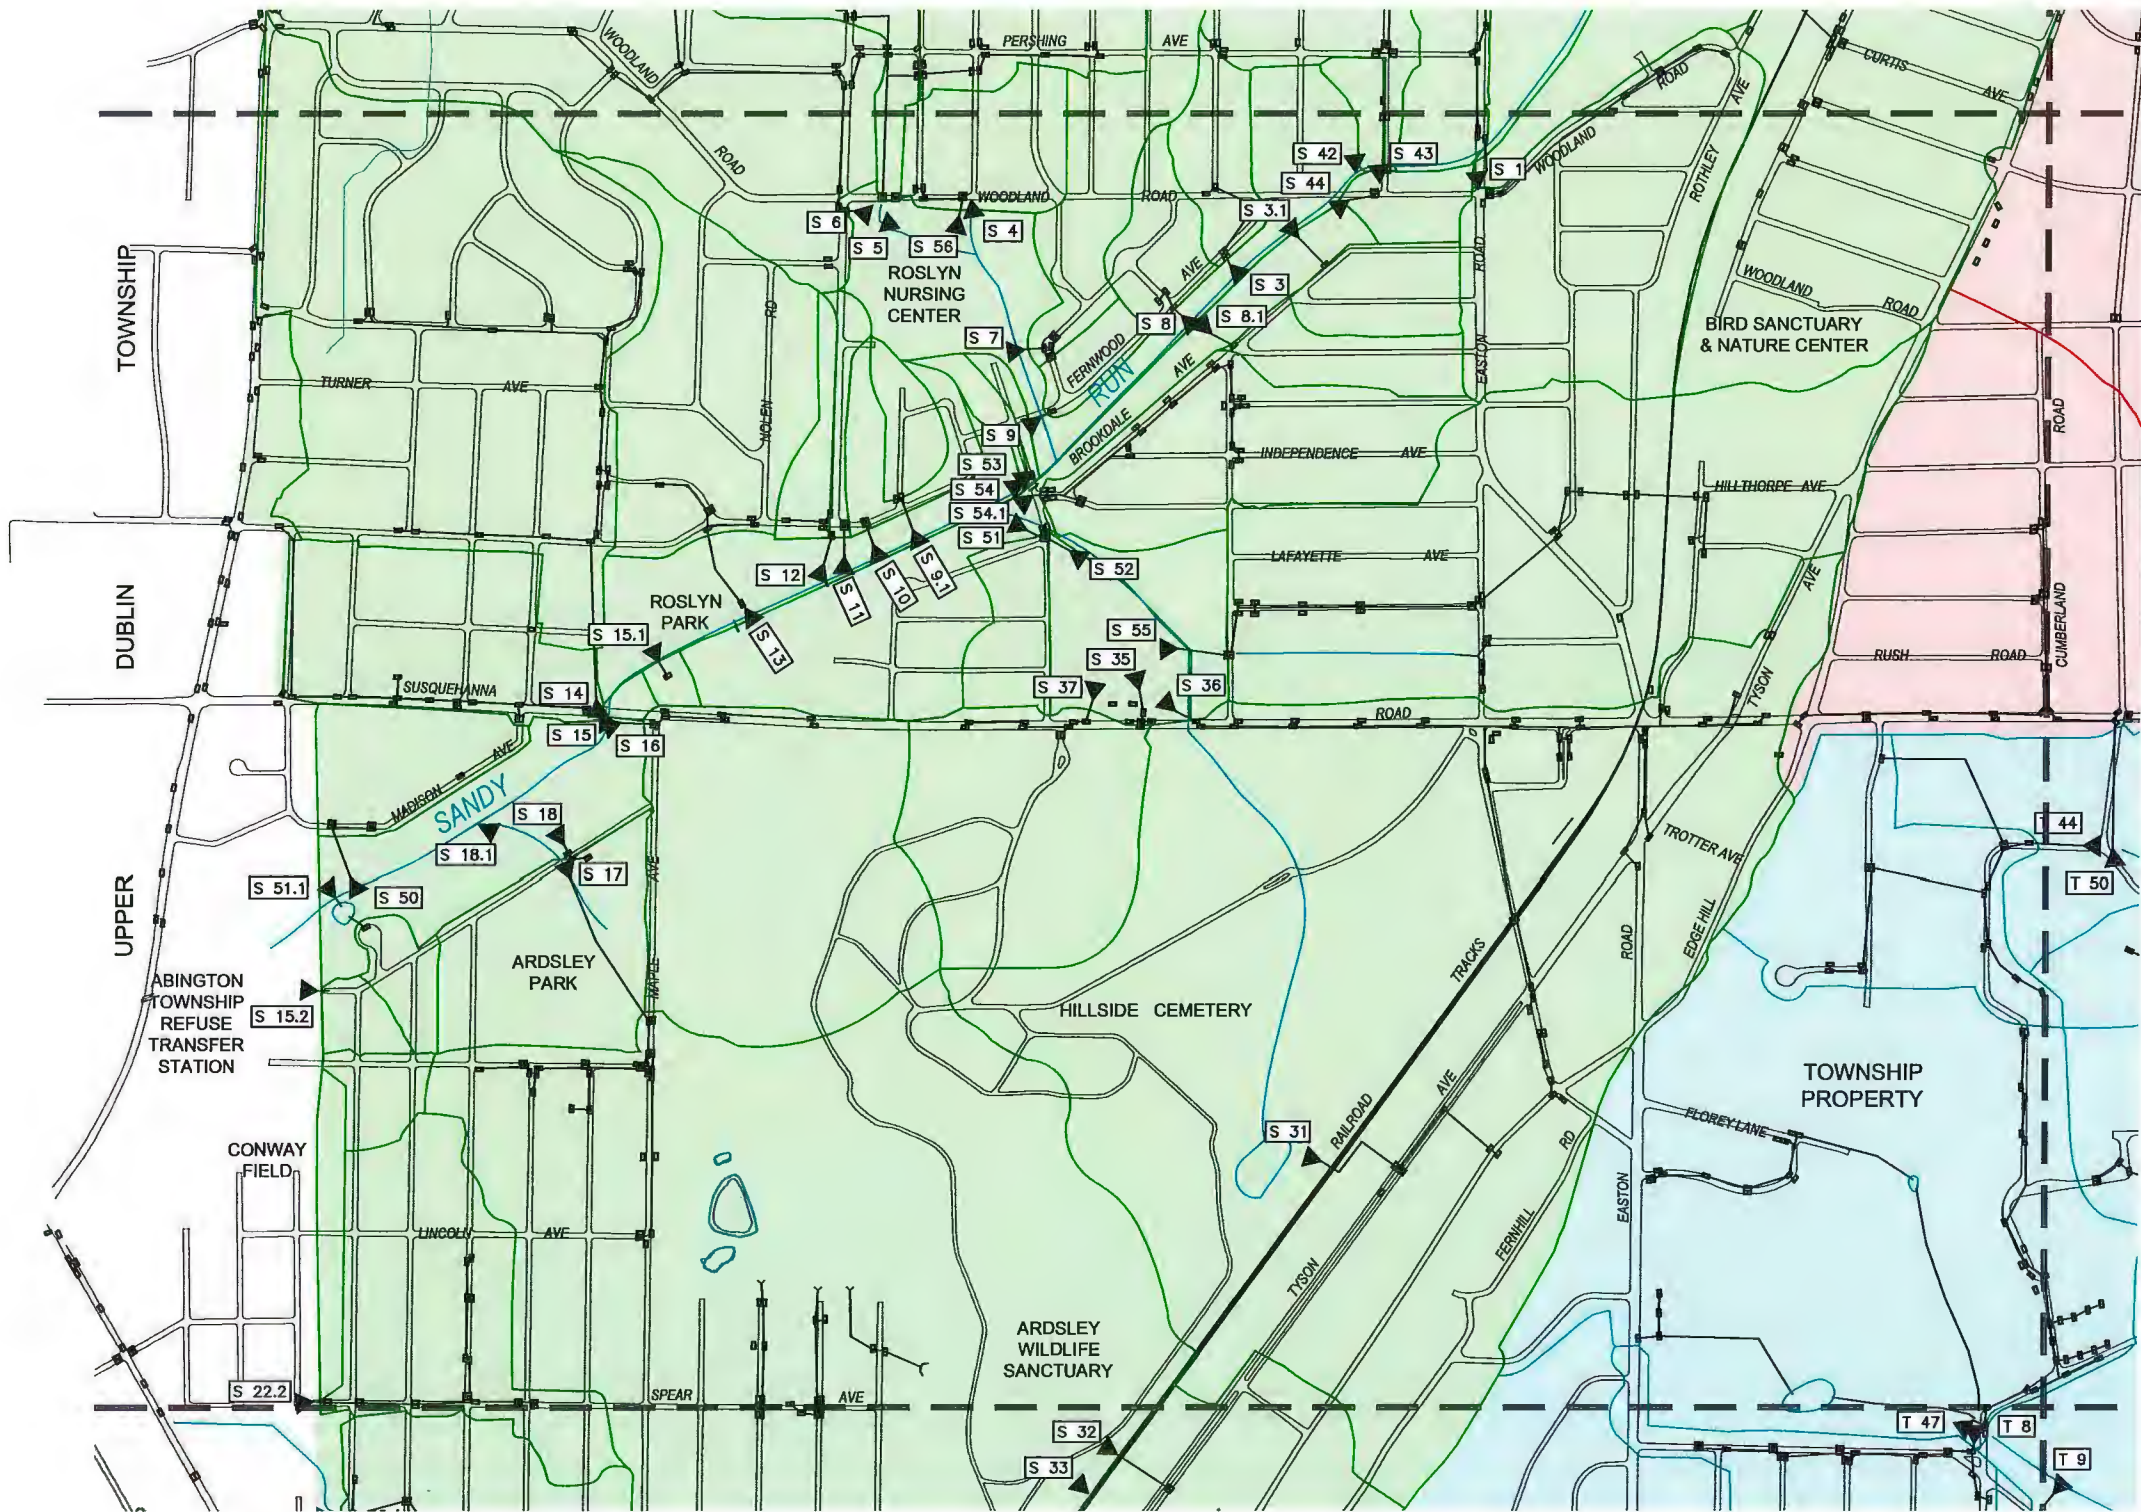 PERSHING AVE
WOODLAND
ROAD
CURTIS AVE
ROAD
AVE
WOODLAND
ROTHLEY
S 42
S 43
S 44
S 1
WOODLAND ROAD
S 6
S 5
S 56
S 4
S 3.1
ROSLYN
NURSING
CENTER
AVE
S 3
S 8
S 8.1
ROAD
EASTON
TOWNSHIP
RD
NOLEN
S 7
FERNWOOD
RUN
AVE
BROOKDALE
WOODLAND ROAD
BIRD SANCTUARY
& NATURE CENTER
TURNER AVE
ROAD
CUMBERLAND
S 9
S 53
S 54
S 54.1
S 51
S 52
INDEPENDENCE AVE
HILLTHORPE AVE
LAFAYETTE AVE
AVE
TYSON
DUBLIN
S 12
S 11
S 10
S 9.1
S 13
ROSLYN
PARK
S 15.1
S 55
S 35
S 37
S 36
RUSH ROAD
SUSQUEHANNA
ROAD
S 14
S 15
S 16
MADISON AVE
SANDY
S 18
S 18.1
S 17
S 51.1
S 50
MAPLE AVE
UPPER
TROTTER AVE
T 44
T 50
EDGE HILL
ROAD
TRACKS
ABINGTON
TOWNSHIP
REFUSE
TRANSFER
STATION
S 15.2
ARDSLEY
PARK
HILLSIDE CEMETERY
TOWNSHIP
PROPERTY
AVE
FLOREY LANE
S 31
RAILROAD
RD
FERNHILL
EASTON
CONWAY
FIELD
LINCOLN AVE
TYSON
ARDSLEY
WILDLIFE
SANCTUARY
S 22.2
SPEAR AVE
S 32
S 33
T 47
T 8
T 9